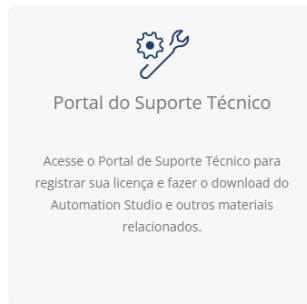 Portal do Suporte Técnico
Acesse o Portal de Suporte Técnico para
registrar sua licença e fazer o download do
Automation Studio e outros materiais
relacionados.